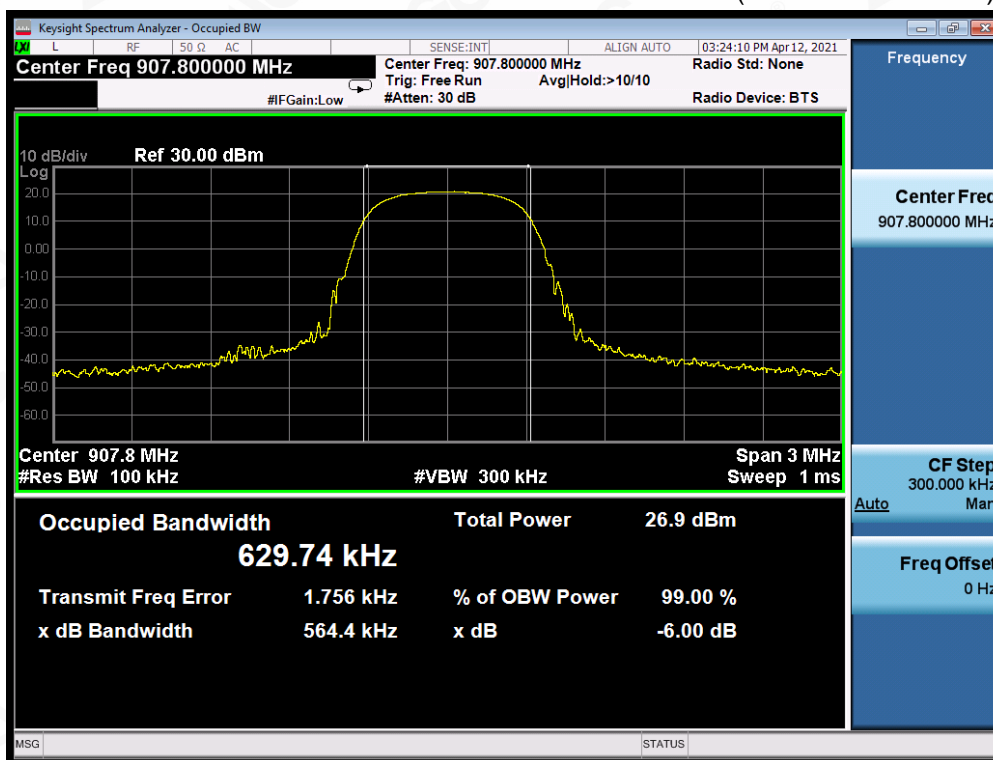 Keysight Spectrum Analyzer - Occupied BW
LXI L RF 50 Ω AC SENSE:INT ALIGN AUTO 03:24:10 PM Apr 12, 2021
Center Freq 907.800000 MHz Center Freq: 907.800000 MHz Radio Std: None
Trig: Free Run Avg|Hold:>10/10
#IFGain:Low #Atten: 30 dB Radio Device: BTS
10 dB/div Ref 30.00 dBm
Log
20.0
10.0
0.00
-10.0
-20.0
-30.0
-40.0
-50.0
-60.0
Center 907.8 MHz Span 3 MHz
#Res BW 100 kHz #VBW 300 kHz Sweep 1 ms
Occupied Bandwidth Total Power 26.9 dBm
629.74 kHz
Transmit Freq Error 1.756 kHz % of OBW Power 99.00 %
x dB Bandwidth 564.4 kHz x dB -6.00 dB
MSG STATUS
Frequency
Center Freq
907.800000 MHz
CF Step
300.000 kHz
Auto Man
Freq Offset
0 Hz